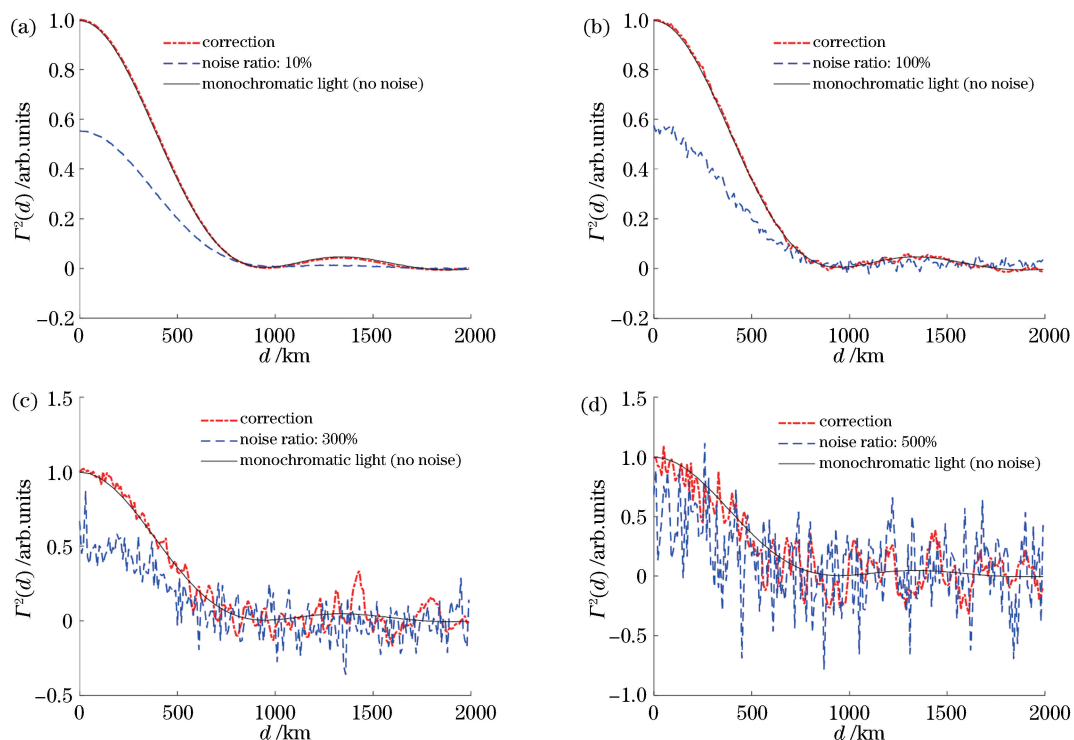 (a)
1.0
0.8
0.6
0.4
0.2
0
−0.2
Γ²(d) /arb.units
correction
noise ratio: 10%
monochromatic light (no noise)
0 500 1000 1500 2000
d /km
(b)
1.0
0.8
0.6
0.4
0.2
0
−0.2
Γ²(d) /arb.units
correction
noise ratio: 100%
monochromatic light (no noise)
0 500 1000 1500 2000
d /km
(c)
1.5
1.0
0.5
0
−0.5
Γ²(d) /arb.units
correction
noise ratio: 300%
monochromatic light (no noise)
0 500 1000 1500 2000
d /km
(d)
1.5
1.0
0.5
0
−0.5
−1.0
Γ²(d) /arb.units
correction
noise ratio: 500%
monochromatic light (no noise)
0 500 1000 1500 2000
d /km